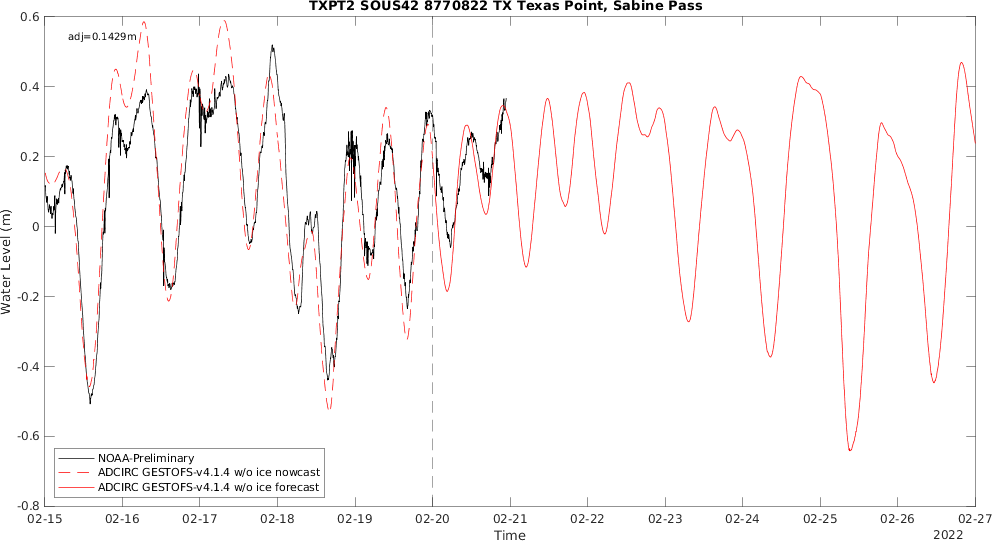 TXPT2 SOUS42 8770822 TX Texas Point, Sabine Pass
adj=0.1429m
0.6
0.4
0.2
0
-0.2
-0.4
-0.6
-0.8
Water Level (m)
NOAA-Preliminary
ADCIRC GESTOFS-v4.1.4 w/o ice nowcast
ADCIRC GESTOFS-v4.1.4 w/o ice forecast
02-15 02-16 02-17 02-18 02-19 02-20 02-21 02-22 02-23 02-24 02-25 02-26 02-27
Time
2022